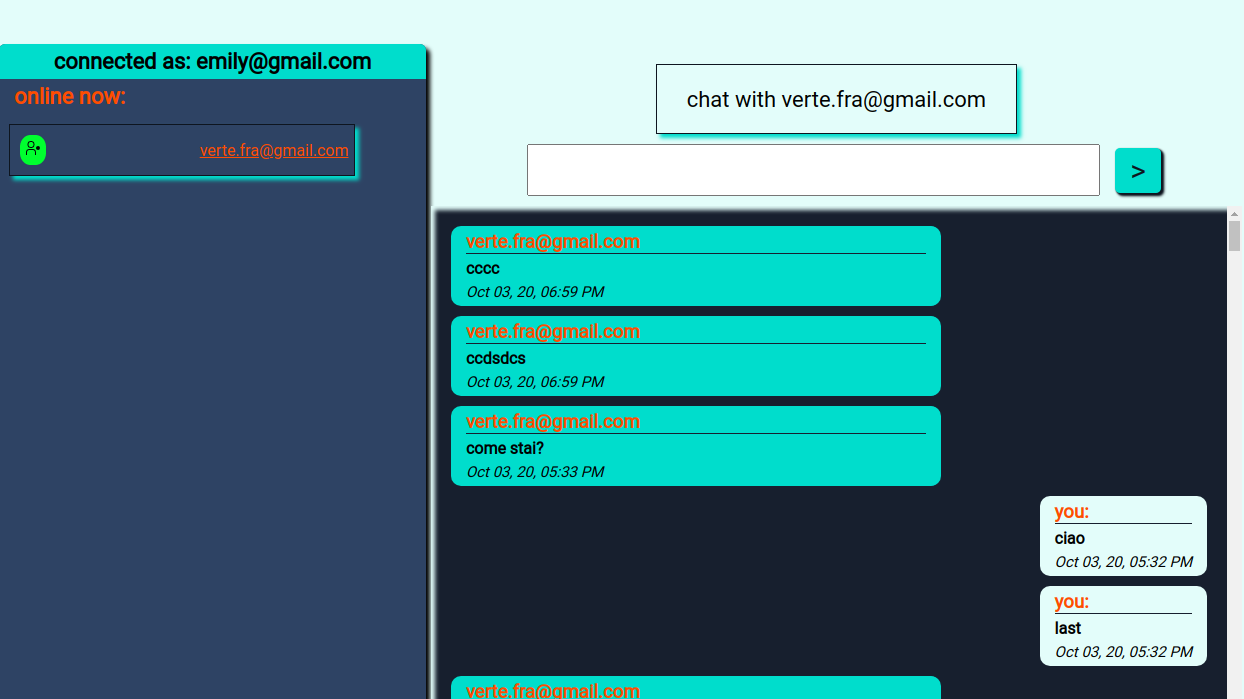 connected as: emily@gmail.com
online now:
verte.fra@gmail.com
chat with verte.fra@gmail.com
>
verte.fra@gmail.com
cccc
Oct 03, 20, 06:59 PM
verte.fra@gmail.com
ccdsdcs
Oct 03, 20, 06:59 PM
verte.fra@gmail.com
come stai?
Oct 03, 20, 05:33 PM
you:
ciao
Oct 03, 20, 05:32 PM
you:
last
Oct 03, 20, 05:32 PM
verte.fra@gmail.com